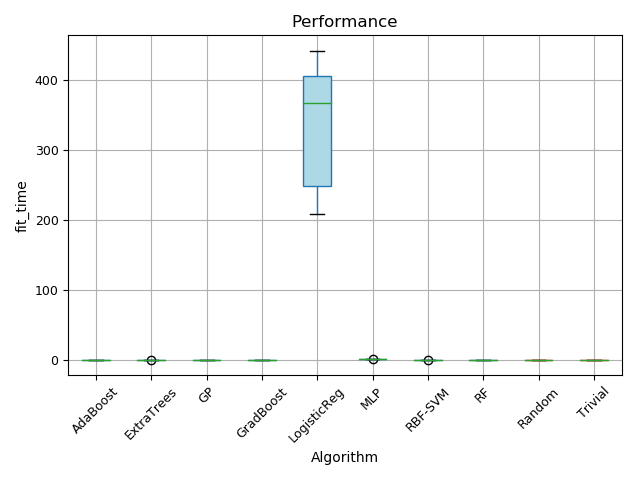 Performance
fit_time
400
300
200
100
0
AdaBoost
ExtraTrees
GP
GradBoost
LogisticReg
MLP
RBF-SVM
RF
Random
Trivial
Algorithm